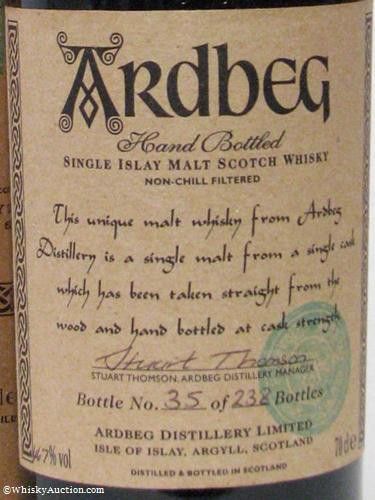 ARDBEG
Hand Bottled
SINGLE ISLAY MALT SCOTCH WHISKY
NON-CHILL FILTERED
This unique malt whisky from Ardbeg
Distillery is a single malt from a single cask
which has been taken straight from the
wood and hand bottled at cask strength
Stuart Thomson
STUART THOMSON, ARDBEG DISTILLERY MANAGER
Bottle No. 35 of 238 Bottles
ARDBEG DISTILLERY LIMITED
ISLE OF ISLAY, ARGYLL, SCOTLAND
% vol
70 cl
DISTILLED & BOTTLED IN SCOTLAND
©WhiskyAuction.com